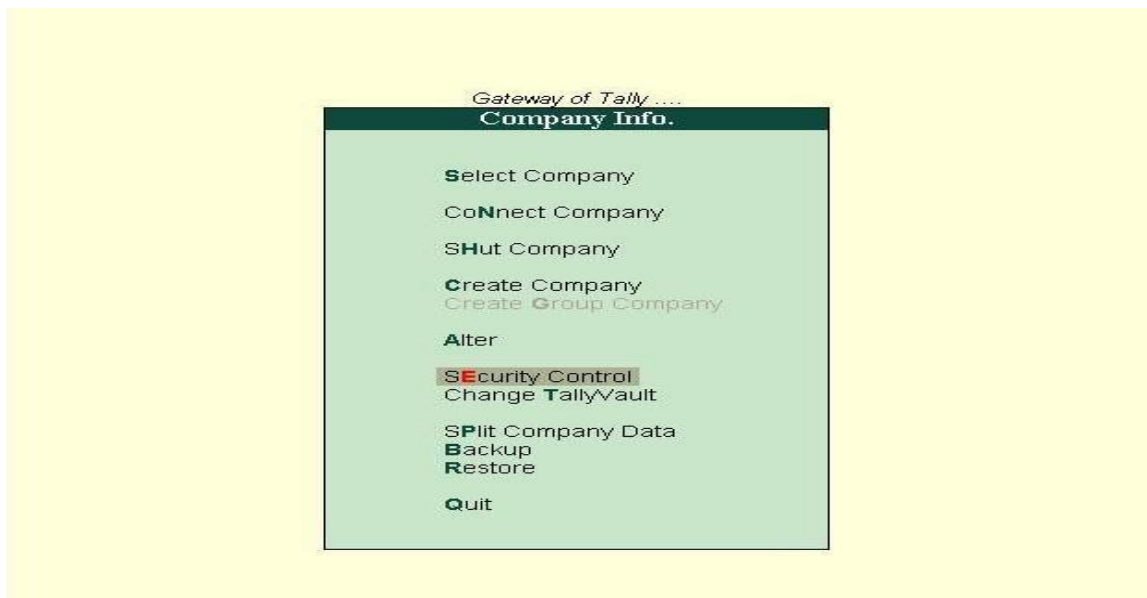 Gateway of Tally ....
Company Info.
Select Company
CoNnect Company
SHut Company
Create Company
Create Group Company
Alter
SEcurity Control
Change TallyVault
SPlit Company Data
Backup
Restore
Quit